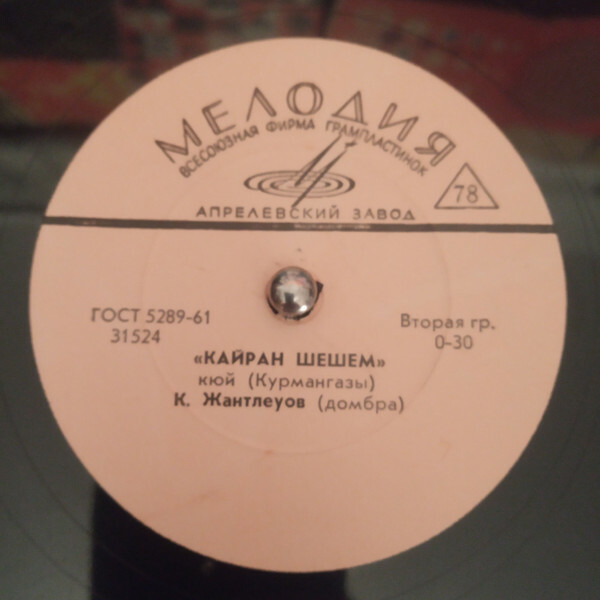 МЕЛОДИЯ
ВСЕСОЮЗНАЯ ФИРМА ГРАМПЛАСТИНОК
78
АПРЕЛЕВСКИЙ ЗАВОД
ГОСТ 5289-61
31524
Вторая гр.
0-30
«КАЙРАН ШЕШЕМ»
кюй (Курмангазы)
К. Жантлеуов (домбра)